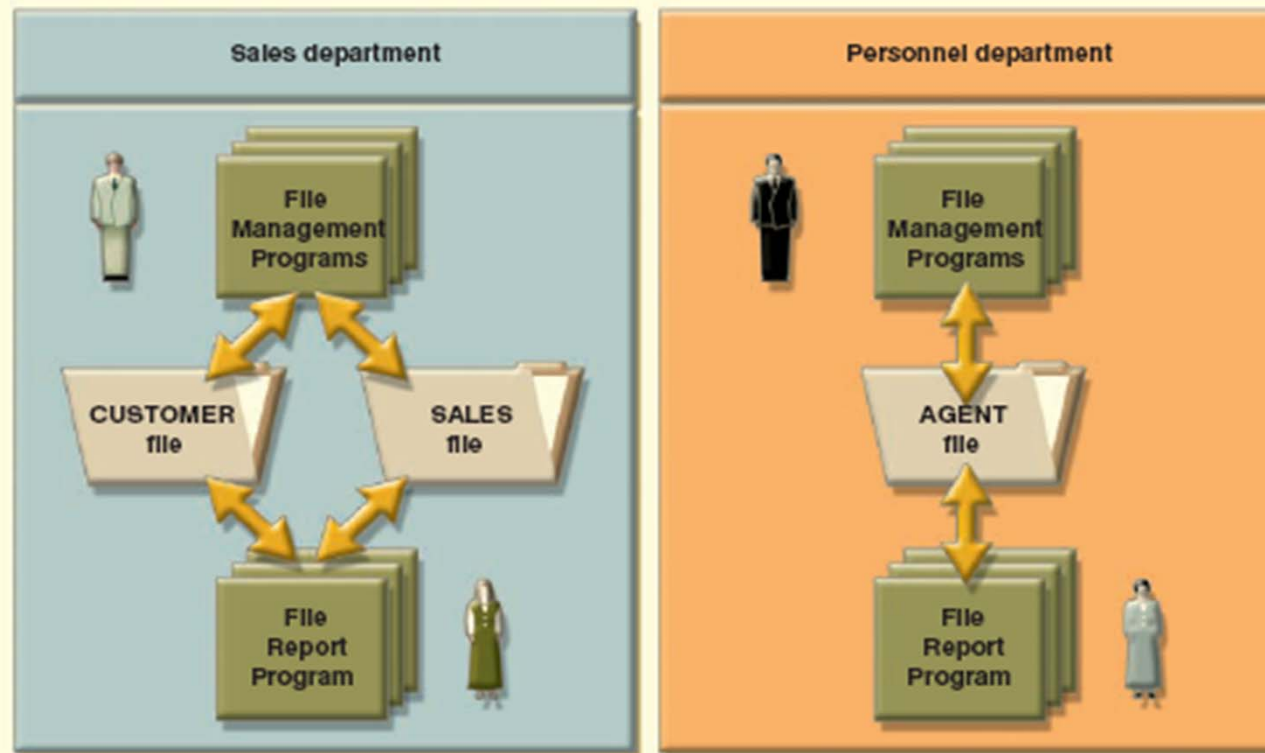 Sales department
File
Management
Programs
CUSTOMER
file
SALES
file
File
Report
Program
Personnel department
File
Management
Programs
AGENT
file
File
Report
Program